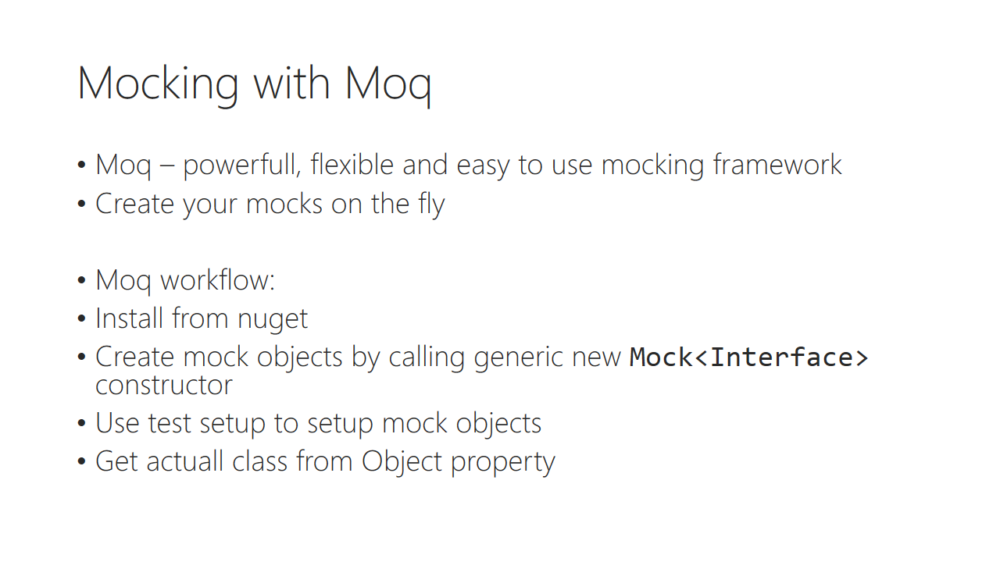 Mocking with Moq
• Moq – powerfull, flexible and easy to use mocking framework
• Create your mocks on the fly
• Moq workflow:
• Install from nuget
• Create mock objects by calling generic new Mock<Interface>
constructor
• Use test setup to setup mock objects
• Get actuall class from Object property